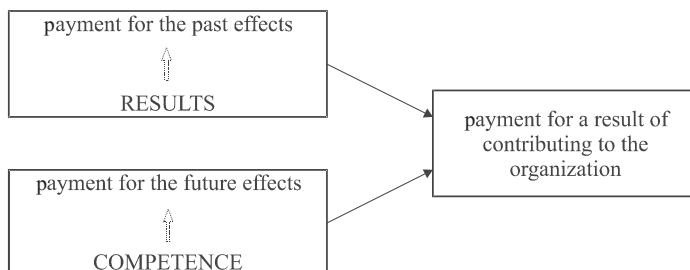 payment for the past effects
RESULTS
payment for a result of
contributing to the
organization
payment for the future effects
COMPETENCE